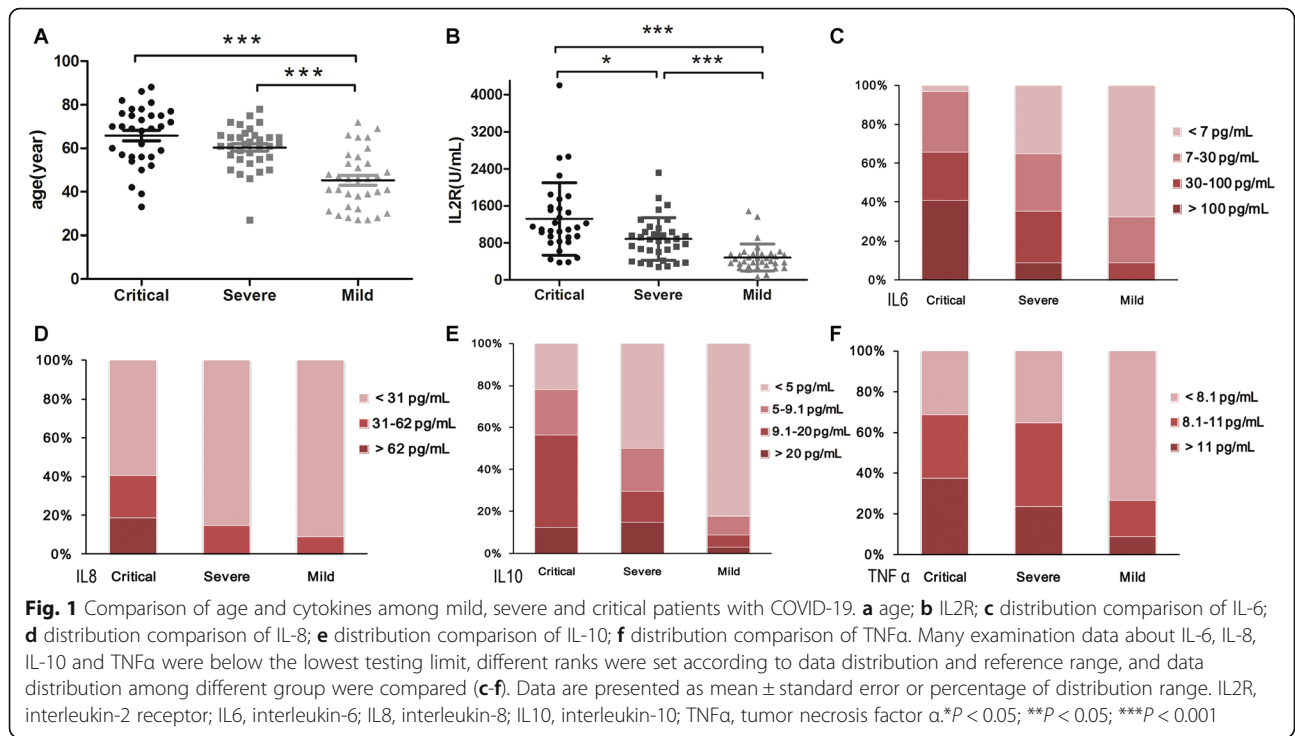 A
***
***
age(year)
100
80
60
40
20
0
Critical Severe Mild
B
***
* ***
IL2R(U/mL)
4000
3200
2400
1600
800
0
Critical Severe Mild
C
100%
80%
60%
40%
20%
0%
IL6 Critical Severe Mild
< 7 pg/mL
7-30 pg/mL
30-100 pg/mL
> 100 pg/mL
D
100%
80%
60%
40%
20%
0%
IL8 Critical Severe Mild
< 31 pg/mL
31-62 pg/mL
> 62 pg/mL
E
100%
80%
60%
40%
20%
0%
IL10 Critical Severe Mild
< 5 pg/mL
5-9.1 pg/mL
9.1-20 pg/mL
> 20 pg/mL
F
100%
80%
60%
40%
20%
0%
TNF α Critical Severe Mild
< 8.1 pg/mL
8.1-11 pg/mL
> 11 pg/mL
Fig. 1 Comparison of age and cytokines among mild, severe and critical patients with COVID-19. a age; b IL2R; c distribution comparison of IL-6;
d distribution comparison of IL-8; e distribution comparison of IL-10; f distribution comparison of TNFα. Many examination data about IL-6, IL-8,
IL-10 and TNFα were below the lowest testing limit, different ranks were set according to data distribution and reference range, and data
distribution among different group were compared (c-f). Data are presented as mean ± standard error or percentage of distribution range. IL2R,
interleukin-2 receptor; IL6, interleukin-6; IL8, interleukin-8; IL10, interleukin-10; TNFα, tumor necrosis factor α.*P < 0.05; **P < 0.05; ***P < 0.001